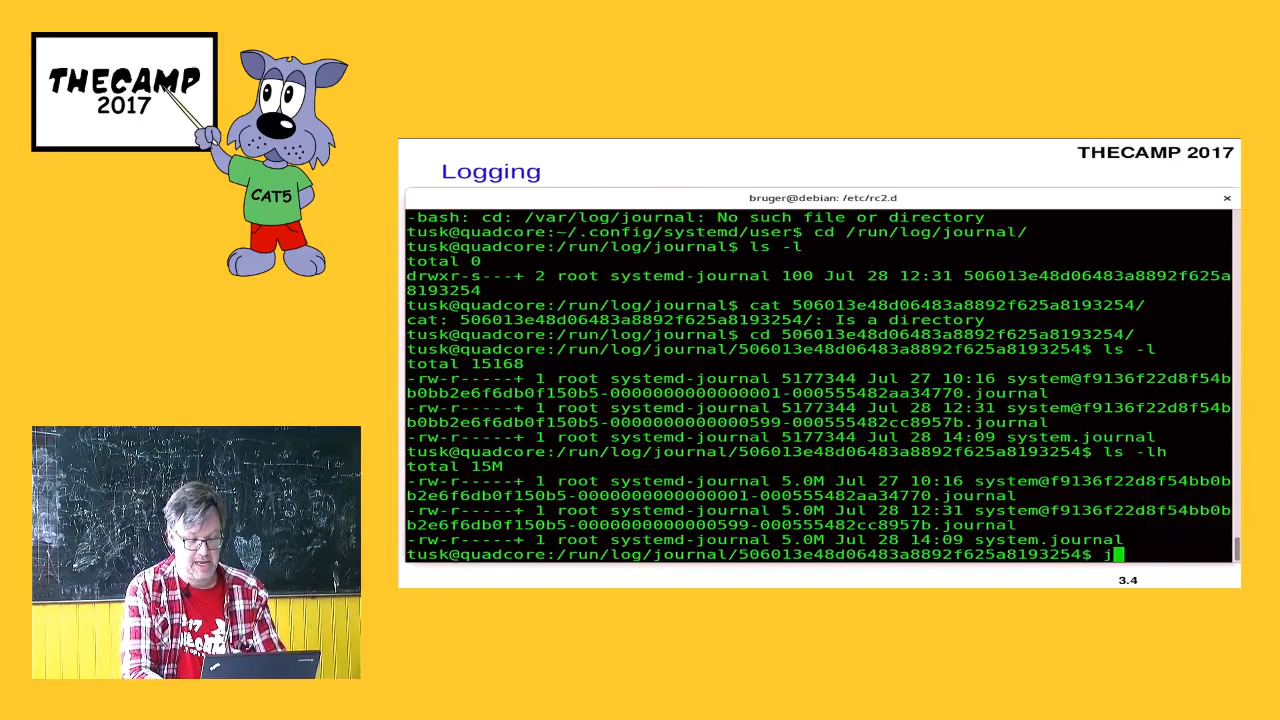 THECAMP
2017
CAT5
THECAMP 2017
Logging
bruger@debian: /etc/rc2.d
-bash: cd: /var/log/journal: No such file or directory
tusk@quadcore:~/.config/systemd/user$ cd /run/log/journal/
tusk@quadcore:/run/log/journal$ ls -l
total 0
drwxr-s---+ 2 root systemd-journal 100 Jul 28 12:31 506013e48d06483a8892f625a
8193254
tusk@quadcore:/run/log/journal$ cat 506013e48d06483a8892f625a8193254/
cat: 506013e48d06483a8892f625a8193254/: Is a directory
tusk@quadcore:/run/log/journal$ cd 506013e48d06483a8892f625a8193254/
tusk@quadcore:/run/log/journal/506013e48d06483a8892f625a8193254$ ls -l
total 15168
-rw-r-----+ 1 root systemd-journal 5177344 Jul 27 10:16 system@f9136f22d8f54b
b0bb2e6f6db0f150b5-0000000000000001-000555482aa34770.journal
-rw-r-----+ 1 root systemd-journal 5177344 Jul 28 12:31 system@f9136f22d8f54b
b0bb2e6f6db0f150b5-0000000000000599-000555482cc8957b.journal
-rw-r-----+ 1 root systemd-journal 5177344 Jul 28 14:09 system.journal
tusk@quadcore:/run/log/journal/506013e48d06483a8892f625a8193254$ ls -lh
total 15M
-rw-r-----+ 1 root systemd-journal 5.0M Jul 27 10:16 system@f9136f22d8f54bb0b
b2e6f6db0f150b5-0000000000000001-000555482aa34770.journal
-rw-r-----+ 1 root systemd-journal 5.0M Jul 28 12:31 system@f9136f22d8f54bb0b
b2e6f6db0f150b5-0000000000000599-000555482cc8957b.journal
-rw-r-----+ 1 root systemd-journal 5.0M Jul 28 14:09 system.journal
tusk@quadcore:/run/log/journal/506013e48d06483a8892f625a8193254$ j
3.4